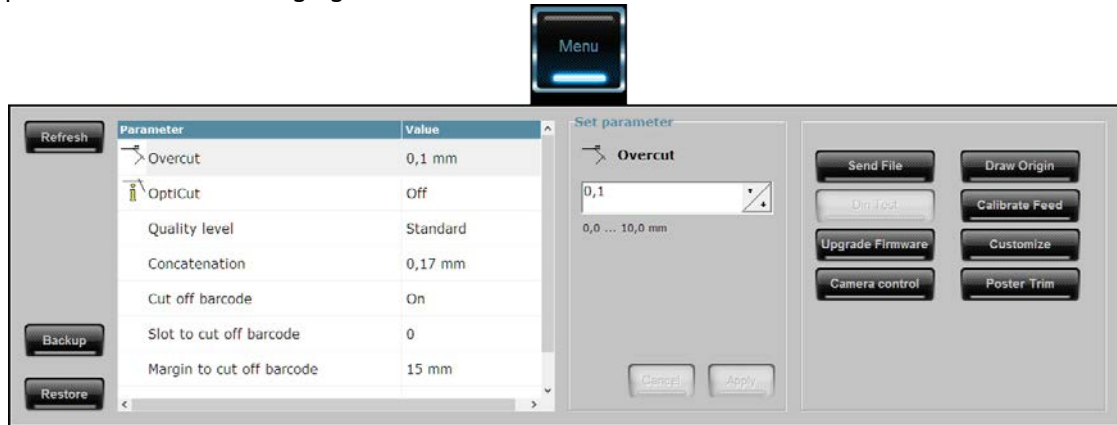 Menu
Refresh
Parameter Value
Overcut 0,1 mm
OptiCut Off
Quality level Standard
Concatenation 0,17 mm
Cut off barcode On
Slot to cut off barcode 0
Margin to cut off barcode 15 mm
Backup
Restore
Set parameter
Overcut
0,1
0,0 ... 10,0 mm
Cancel Apply
Send File Draw Origin
Din Test Calibrate Feed
Upgrade Firmware Customize
Camera control Poster Trim